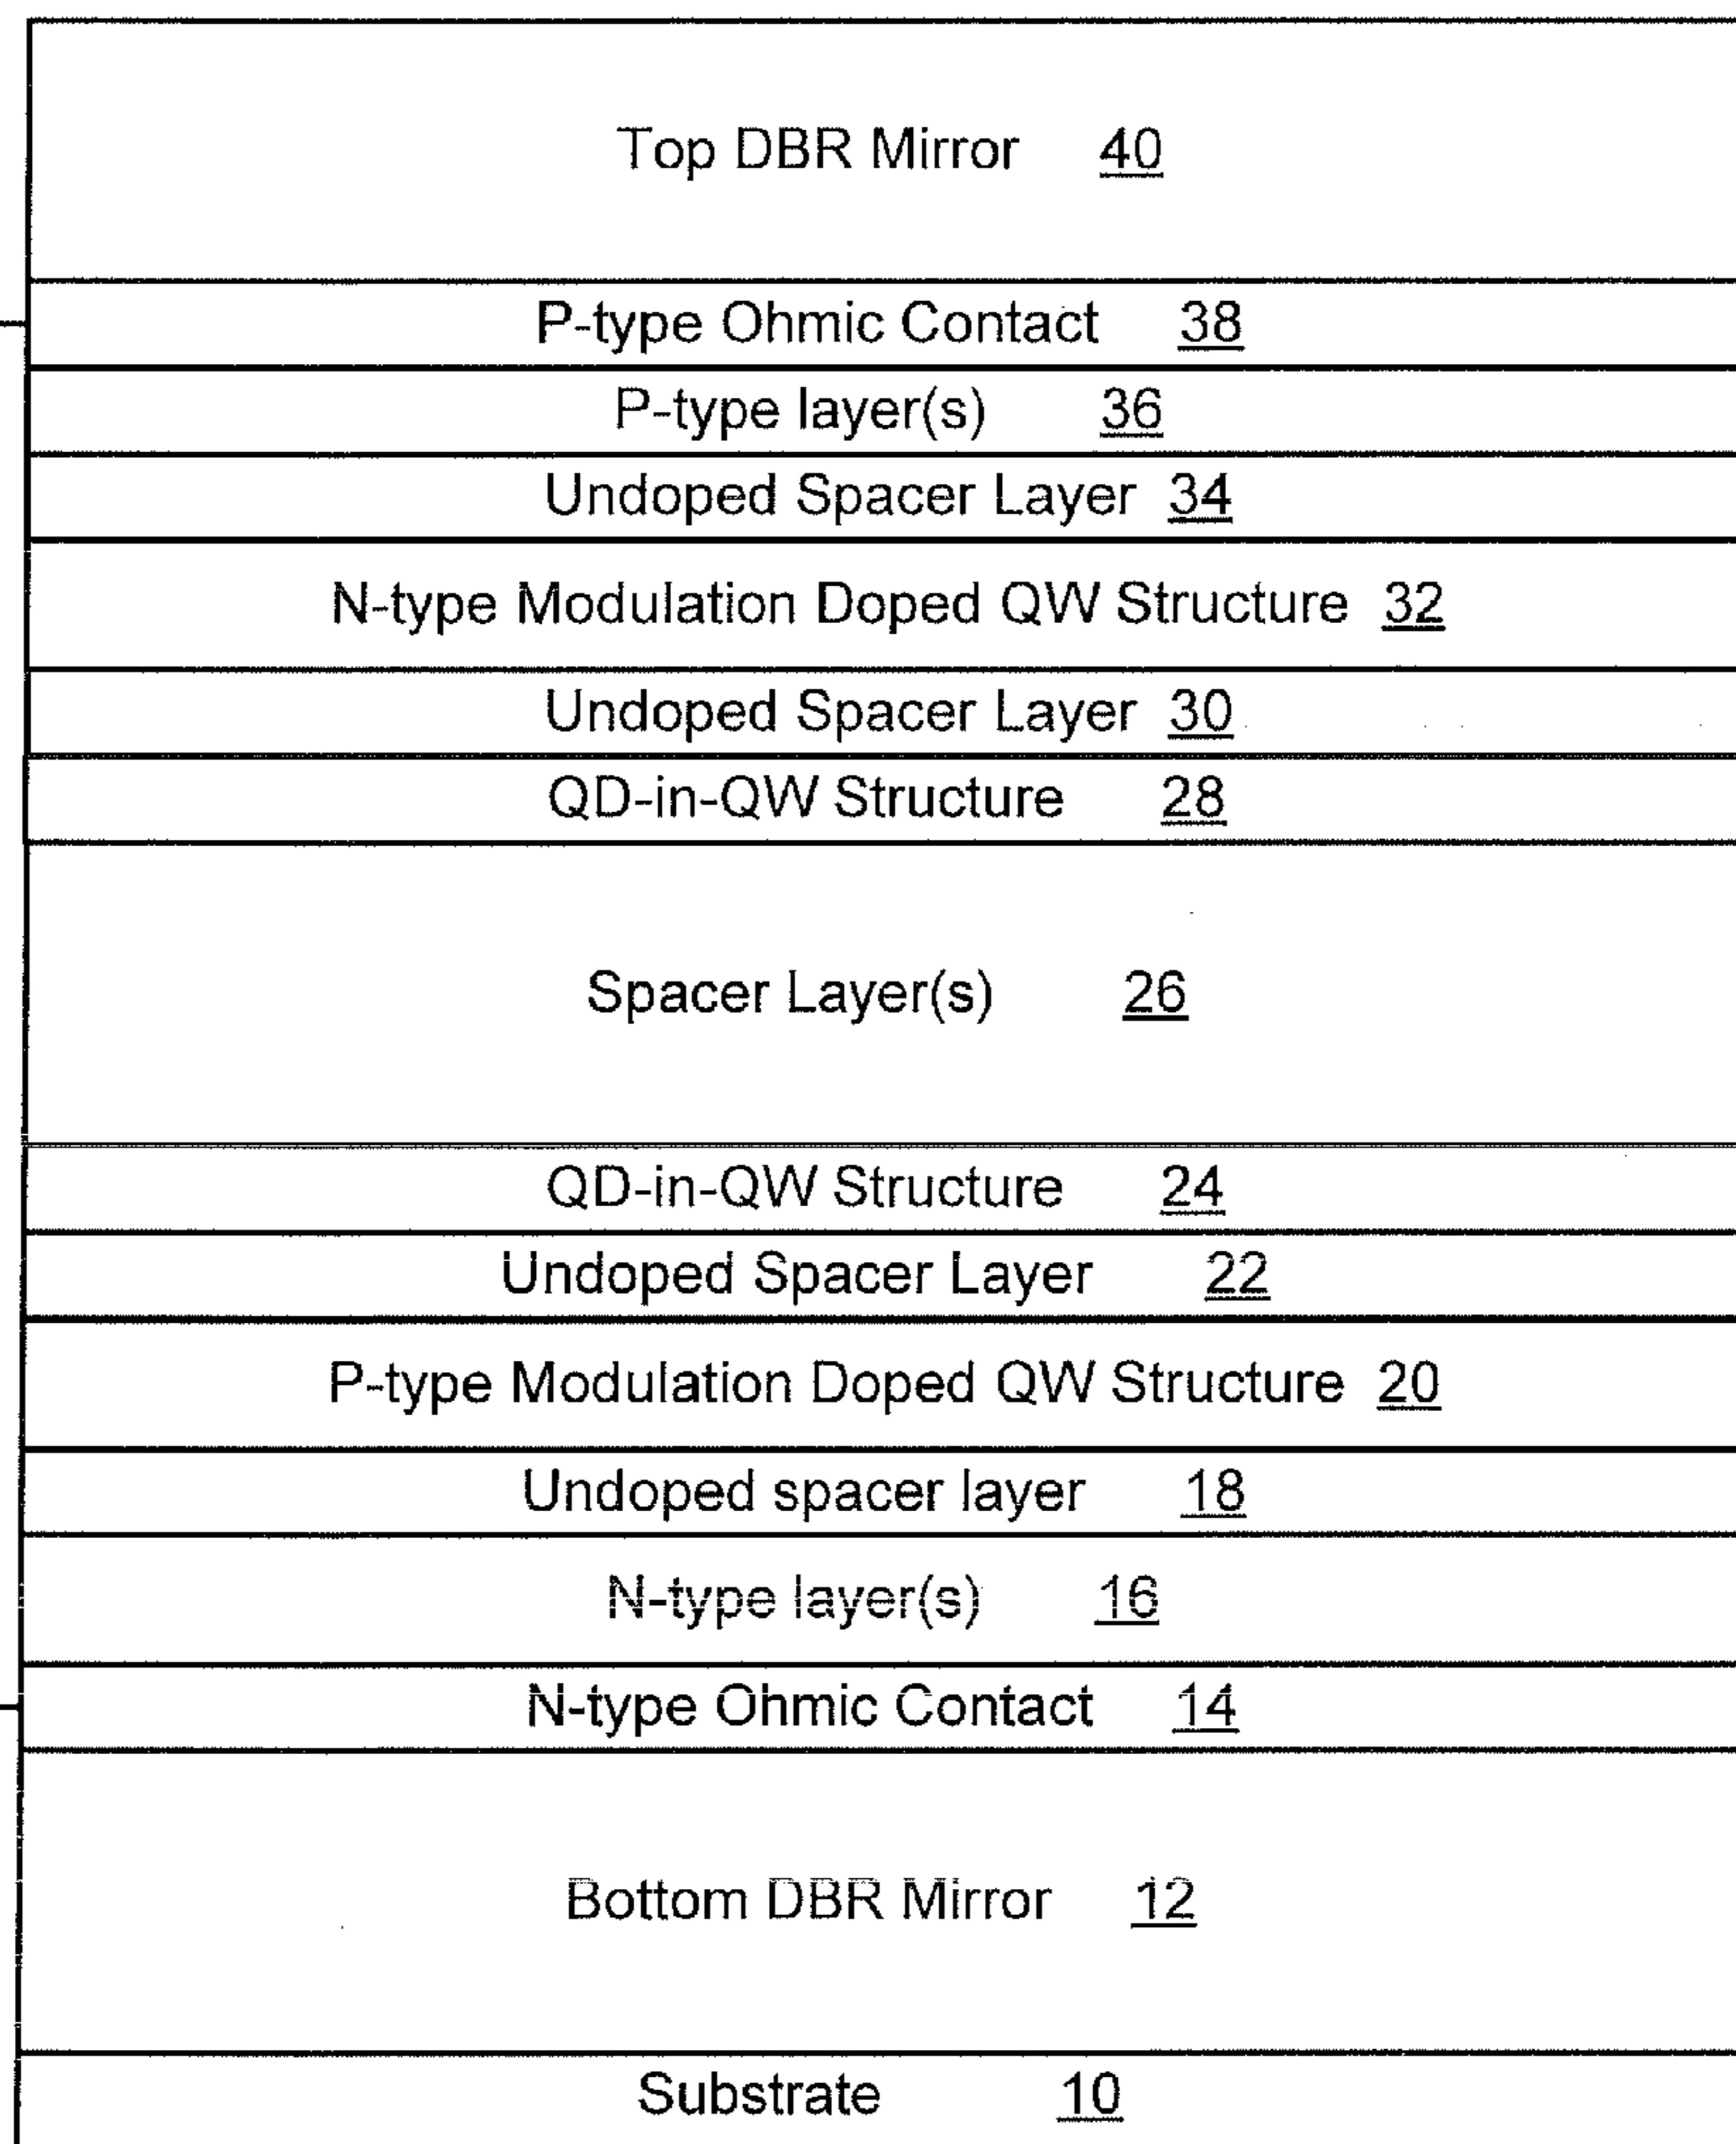 Top DBR Mirror 40
P-type Ohmic Contact 38
P-type layer(s) 36
Undoped Spacer Layer 34
N-type Modulation Doped QW Structure 32
Undoped Spacer Layer 30
QD-in-QW Structure 28
Spacer Layer(s) 26
QD-in-QW Structure 24
Undoped Spacer Layer 22
P-type Modulation Doped QW Structure 20
Undoped spacer layer 18
N-type layer(s) 16
N-type Ohmic Contact 14
Bottom DBR Mirror 12
Substrate 10